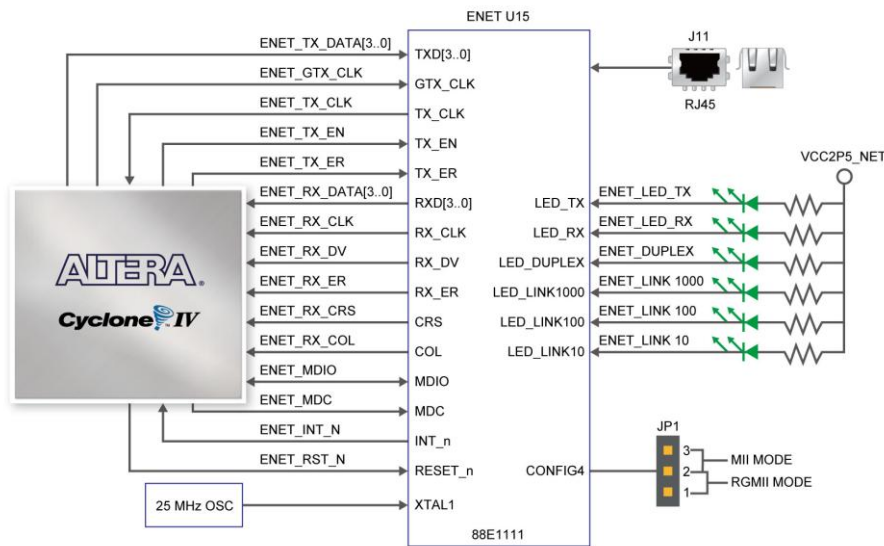 ENET U15
ENET_TX_DATA[3..0]
TXD[3..0]
ENET_GTX_CLK
GTX_CLK
ENET_TX_CLK
TX_CLK
ENET_TX_EN
TX_EN
ENET_TX_ER
TX_ER
ENET_RX_DATA[3..0]
RXD[3..0]
ENET_RX_CLK
RX_CLK
ENET_RX_DV
RX_DV
ENET_RX_ER
RX_ER
ENET_RX_CRS
CRS
ENET_RX_COL
COL
ENET_MDIO
MDIO
ENET_MDC
MDC
ENET_INT_N
INT_n
ENET_RST_N
RESET_n
25 MHz OSC
XTAL1
ALTERA.
Cyclone IV
J11
RJ45
VCC2P5_NET
LED_TX
ENET_LED_TX
LED_RX
ENET_LED_RX
LED_DUPLEX
ENET_DUPLEX
LED_LINK1000
ENET_LINK 1000
LED_LINK100
ENET_LINK 100
LED_LINK10
ENET_LINK 10
CONFIG4
JP1
3
2
1
MII MODE
RGMII MODE
88E1111